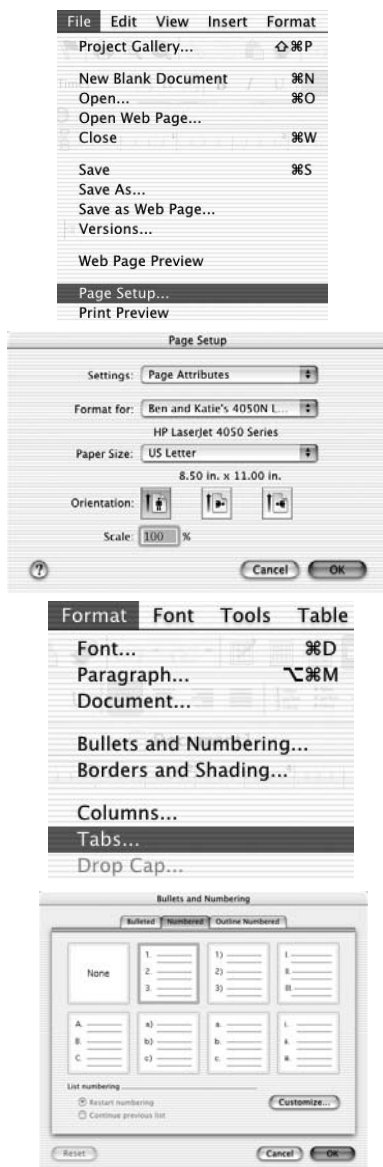 File Edit View Insert Format
Project Gallery... ⇧⌘P
New Blank Document ⌘N
Open... ⌘O
Open Web Page...
Close ⌘W
Save ⌘S
Save As...
Save as Web Page...
Versions...
Web Page Preview
Page Setup...
Print Preview
Page Setup
Settings: Page Attributes
Format for: Ben and Katie's 4050N L...
HP LaserJet 4050 Series
Paper Size: US Letter
8.50 in. x 11.00 in.
Orientation:
Scale: 100 %
? Cancel OK
Format Font Tools Table
Font... ⌘D
Paragraph... ⌥⌘M
Document...
Bullets and Numbering...
Borders and Shading...
Columns...
Tabs...
Drop Cap...
Bullets and Numbering
Bulleted Numbered Outline Numbered
None 1. 1) I.
2. 2) II.
3. 3) III.
A. a) a. i.
B. b) b. ii.
C. c) c. iii.
List numbering
Restart numbering Customize...
Continue previous list
Reset Cancel OK